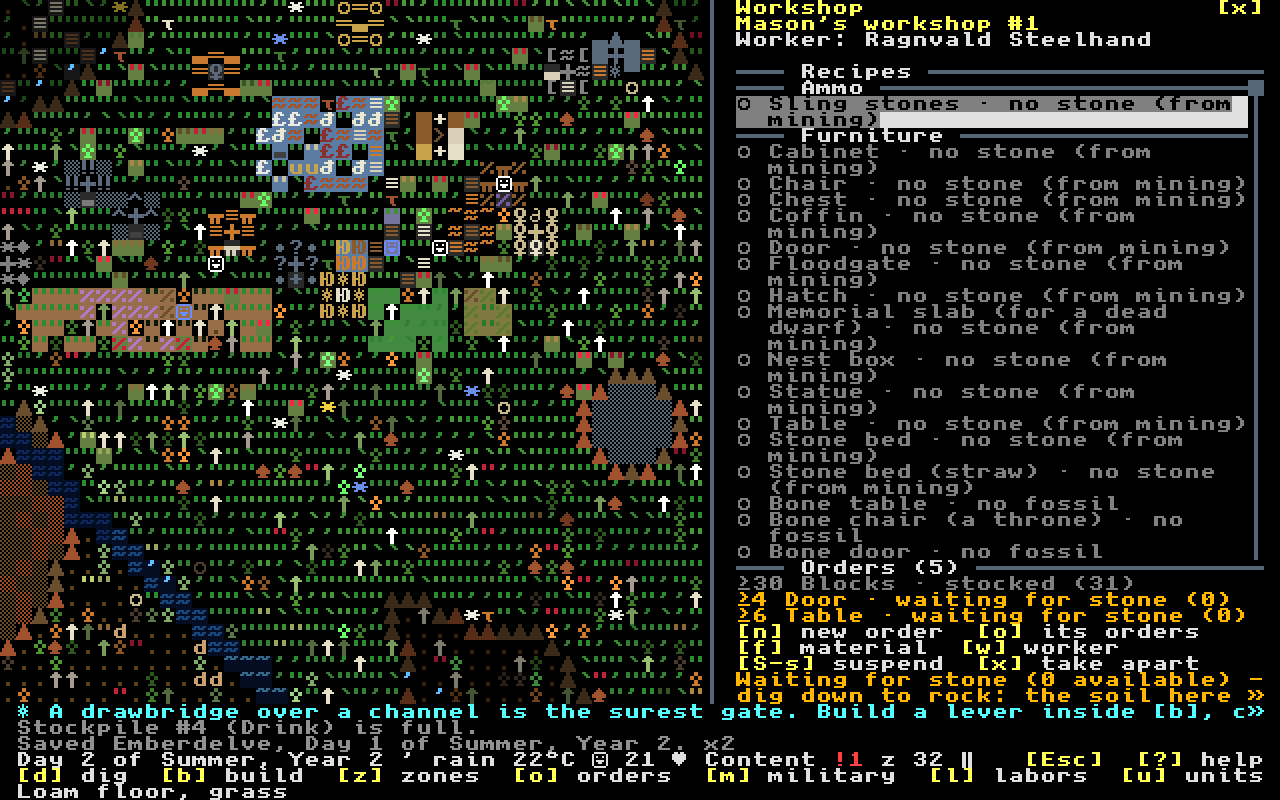 Workshop [x]
Mason's workshop #1
Worker: Ragnvald Steelhand
Recipes
Ammo
o Sling stones · no stone (from
mining)
Furniture
o Cabinet · no stone (from
mining)
o Chair · no stone (from mining)
o Chest · no stone (from mining)
o Coffin · no stone (from
mining)
o Door · no stone (from mining)
o Floodgate · no stone (from
mining)
o Hatch · no stone (from mining)
o Memorial slab (for a dead
dwarf) · no stone (from
mining)
o Nest box · no stone (from
mining)
o Statue · no stone (from
mining)
o Table · no stone (from mining)
o Stone bed · no stone (from
mining)
o Stone bed (straw) · no stone
(from mining)
o Bone table · no fossil
o Bone chair (a throne) · no
fossil
o Bone door · no fossil
Orders (5)
≥30 Blocks · stocked (31)
≥4 Door · waiting for stone (0)
≥6 Table · waiting for stone (0)
[n] new order [o] its orders
[f] material [w] worker
[S-s] suspend [x] take apart
Waiting for stone (0 available) –
dig down to rock: the soil here »
* A drawbridge over a channel is the surest gate. Build a lever inside [b], c»
Stockpile #4 (Drink) is full.
Saved Emberdelve, Day 1 of Summer, Year 2. x2
Day 2 of Summer, Year 2 ' rain 22°C ☺ 21 ♥ Content !1 z 32 [Esc] [?] help
[d] dig [b] build [z] zones [o] orders [m] military [l] labors [u] units
Loam floor, grass